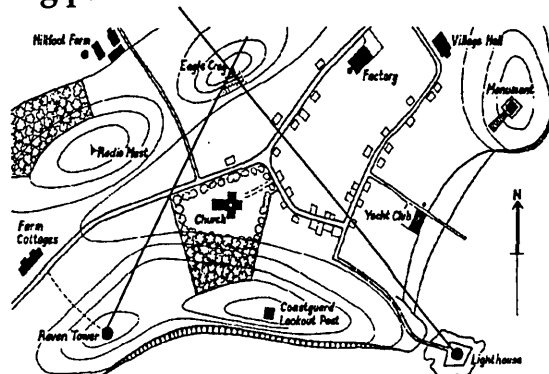 Hillfoot Farm
Eagle Crag
Factory
Village Hall
Monument
Radio Mast
Church
Yacht Club
N
Farm
Cottages
Raven Tower
Coastguard
Lookout Post
Lighthouse